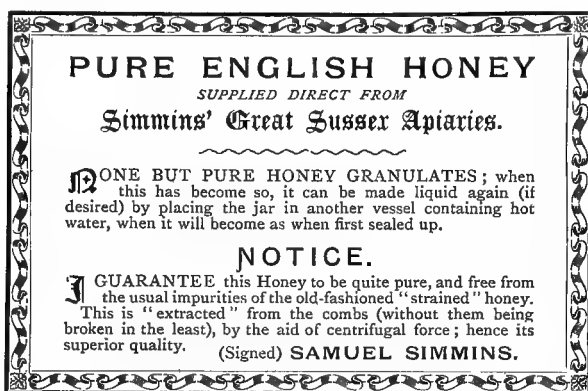 PURE ENGLISH HONEY
SUPPLIED DIRECT FROM
Simmins' Great Sussex Apiaries.
NONE BUT PURE HONEY GRANULATES; when
this has become so, it can be made liquid again (if
desired) by placing the jar in another vessel containing hot
water, when it will become as when first sealed up.
NOTICE.
I GUARANTEE this Honey to be quite pure, and free from
the usual impurities of the old-fashioned "strained" honey.
This is "extracted" from the combs (without them being
broken in the least), by the aid of centrifugal force; hence its
superior quality. (Signed) SAMUEL SIMMINS.